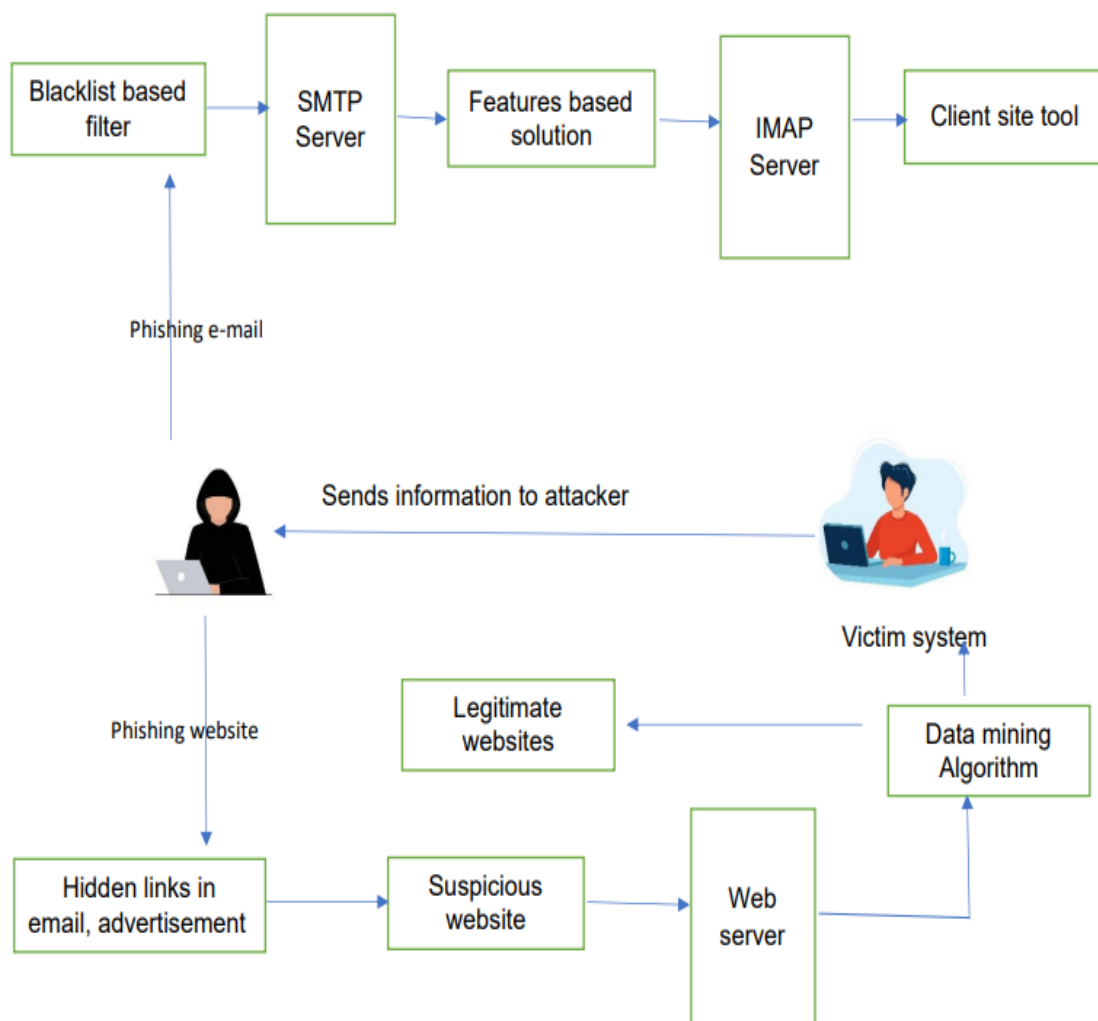 Blacklist based
filter
SMTP
Server
Features based
solution
IMAP
Server
Client site tool
Phishing e-mail
Sends information to attacker
Victim system
Phishing website
Legitimate
websites
Data mining
Algorithm
Hidden links in
email, advertisement
Suspicious
website
Web
server